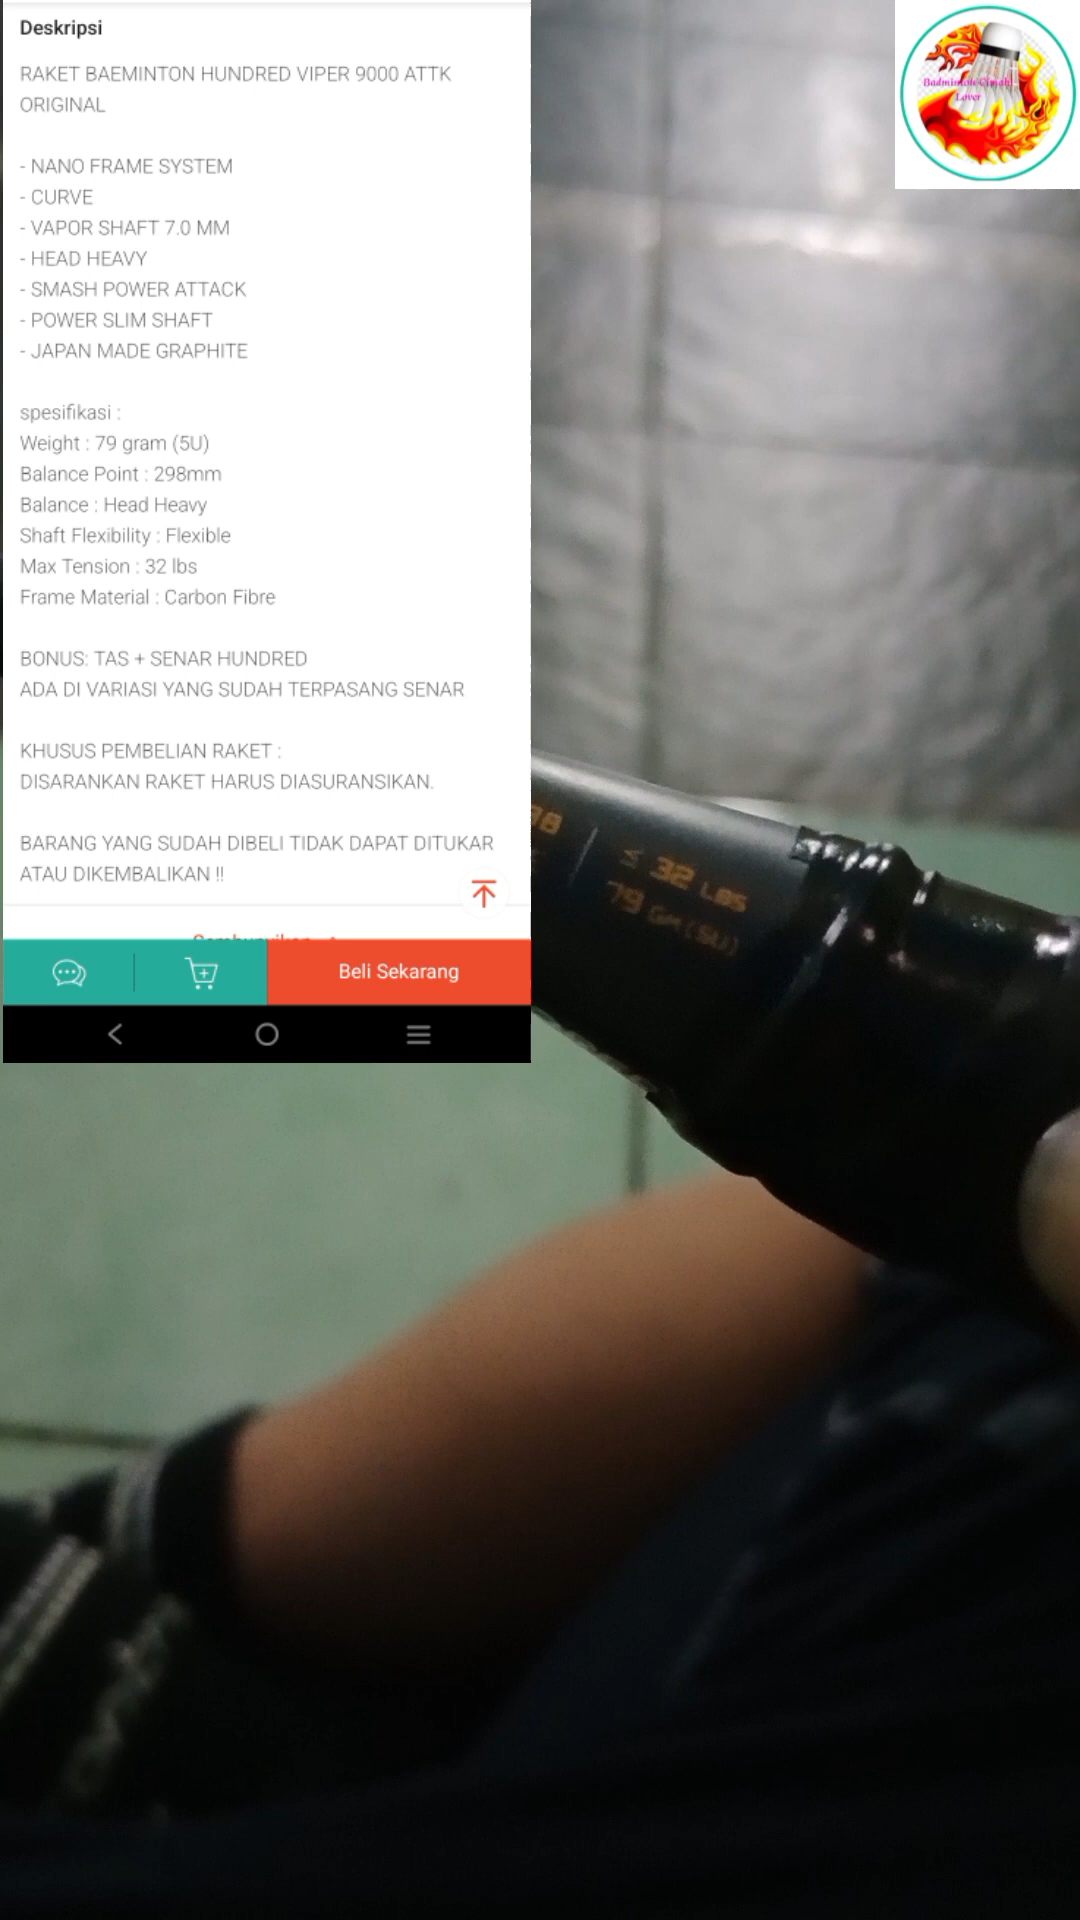 Deskripsi
RAKET BAEMINTON HUNDRED VIPER 9000 ATTK
ORIGINAL
- NANO FRAME SYSTEM
- CURVE
- VAPOR SHAFT 7.0 MM
- HEAD HEAVY
- SMASH POWER ATTACK
- POWER SLIM SHAFT
- JAPAN MADE GRAPHITE
spesifikasi :
Weight : 79 gram (5U)
Balance Point : 298mm
Balance : Head Heavy
Shaft Flexibility : Flexible
Max Tension : 32 lbs
Frame Material : Carbon Fibre
BONUS: TAS + SENAR HUNDRED
ADA DI VARIASI YANG SUDAH TERPASANG SENAR
KHUSUS PEMBELIAN RAKET :
DISARANKAN RAKET HARUS DIASURANSIKAN.
BARANG YANG SUDAH DIBELI TIDAK DAPAT DITUKAR
ATAU DIKEMBALIKAN !!
Beli Sekarang
Badminton Cimahi
Lover
≤ 32 LBS
79 GM(5U)